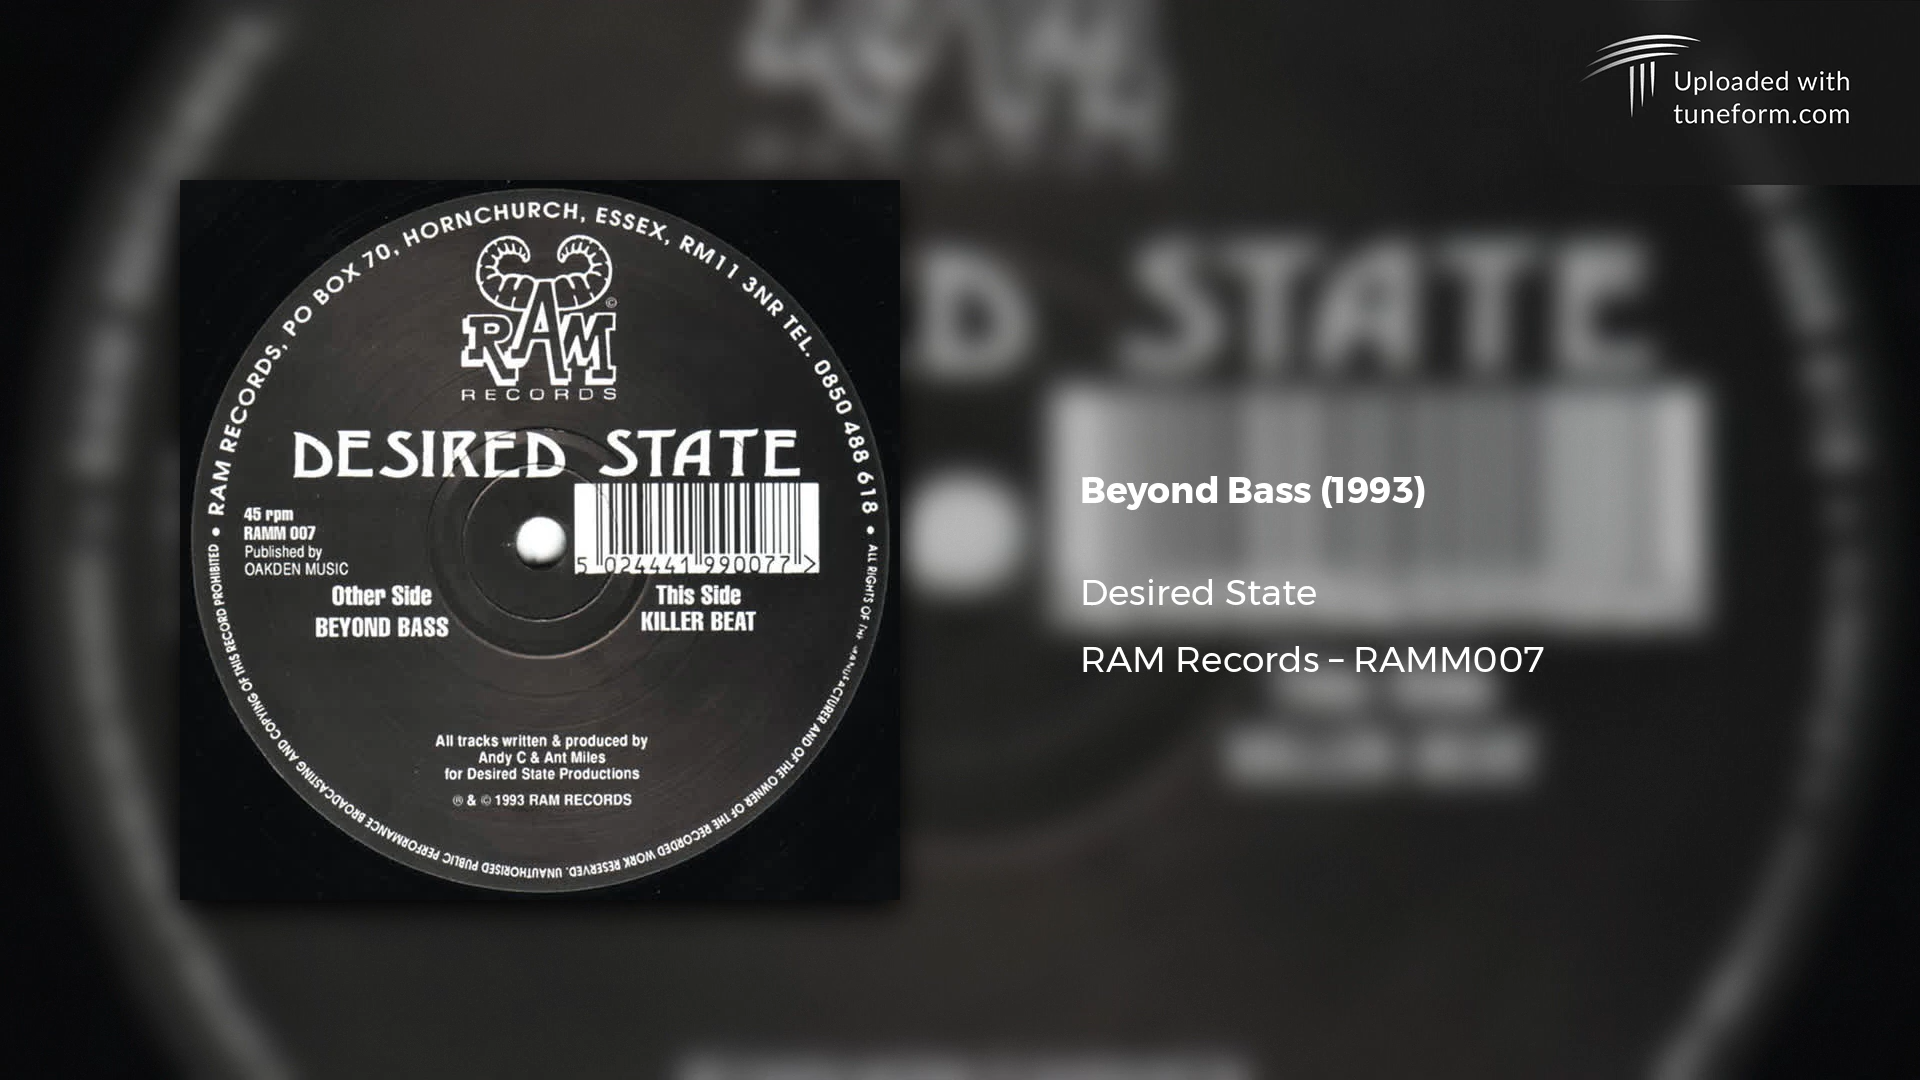 Uploaded with
tuneform.com
RAM RECORDS, PO BOX 70, HORNCHURCH, ESSEX, RM11 3NR TEL. 0850 488 618
©
RAM
RECORDS
DESIRED STATE
45 rpm
RAMM 007
Published by
OAKDEN MUSIC
5 024441 990077 >
Other Side
BEYOND BASS
This Side
KILLER BEAT
All tracks written & produced by
Andy C & Ant Miles
for Desired State Productions
℗ & © 1993 RAM RECORDS
ALL RIGHTS OF THE MANUFACTURER AND OF THE OWNER OF THE RECORDED WORK RESERVED. UNAUTHORISED PUBLIC PERFORMANCE BROADCASTING AND COPYING OF THIS RECORD PROHIBITED
Beyond Bass (1993)
Desired State
RAM Records – RAMM007
D STATE